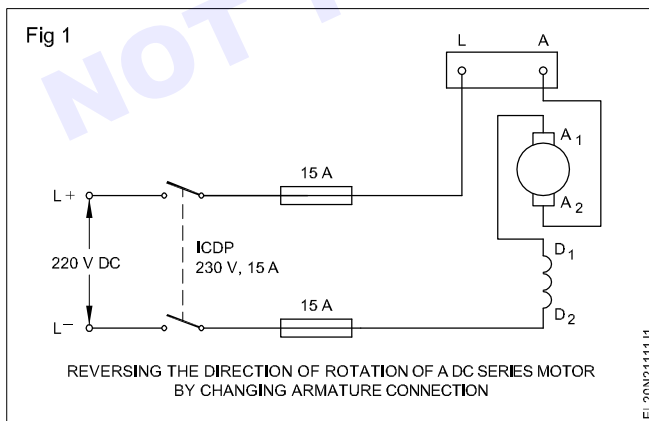 NOT
Fig 1
L A
A1
A2
15 A
L+
220 V DC
ICDP
230 V, 15 A
D1
D2
15 A
L–
REVERSING THE DIRECTION OF ROTATION OF A DC SERIES MOTOR
BY CHANGING ARMATURE CONNECTION